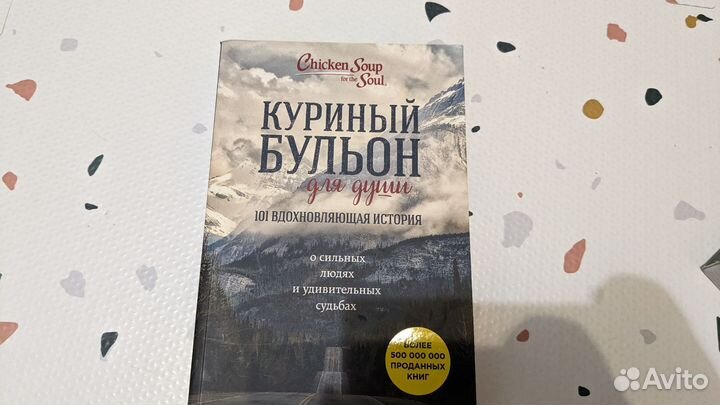 Chicken Soup
for the Soul
КУРИНЫЙ
БУЛЬОН
для души
101 ВДОХНОВЛЯЮЩАЯ ИСТОРИЯ
о сильных
людях
и удивительных
судьбах
БОЛЕЕ
500 000 000
ПРОДАННЫХ
КНИГ
Avito